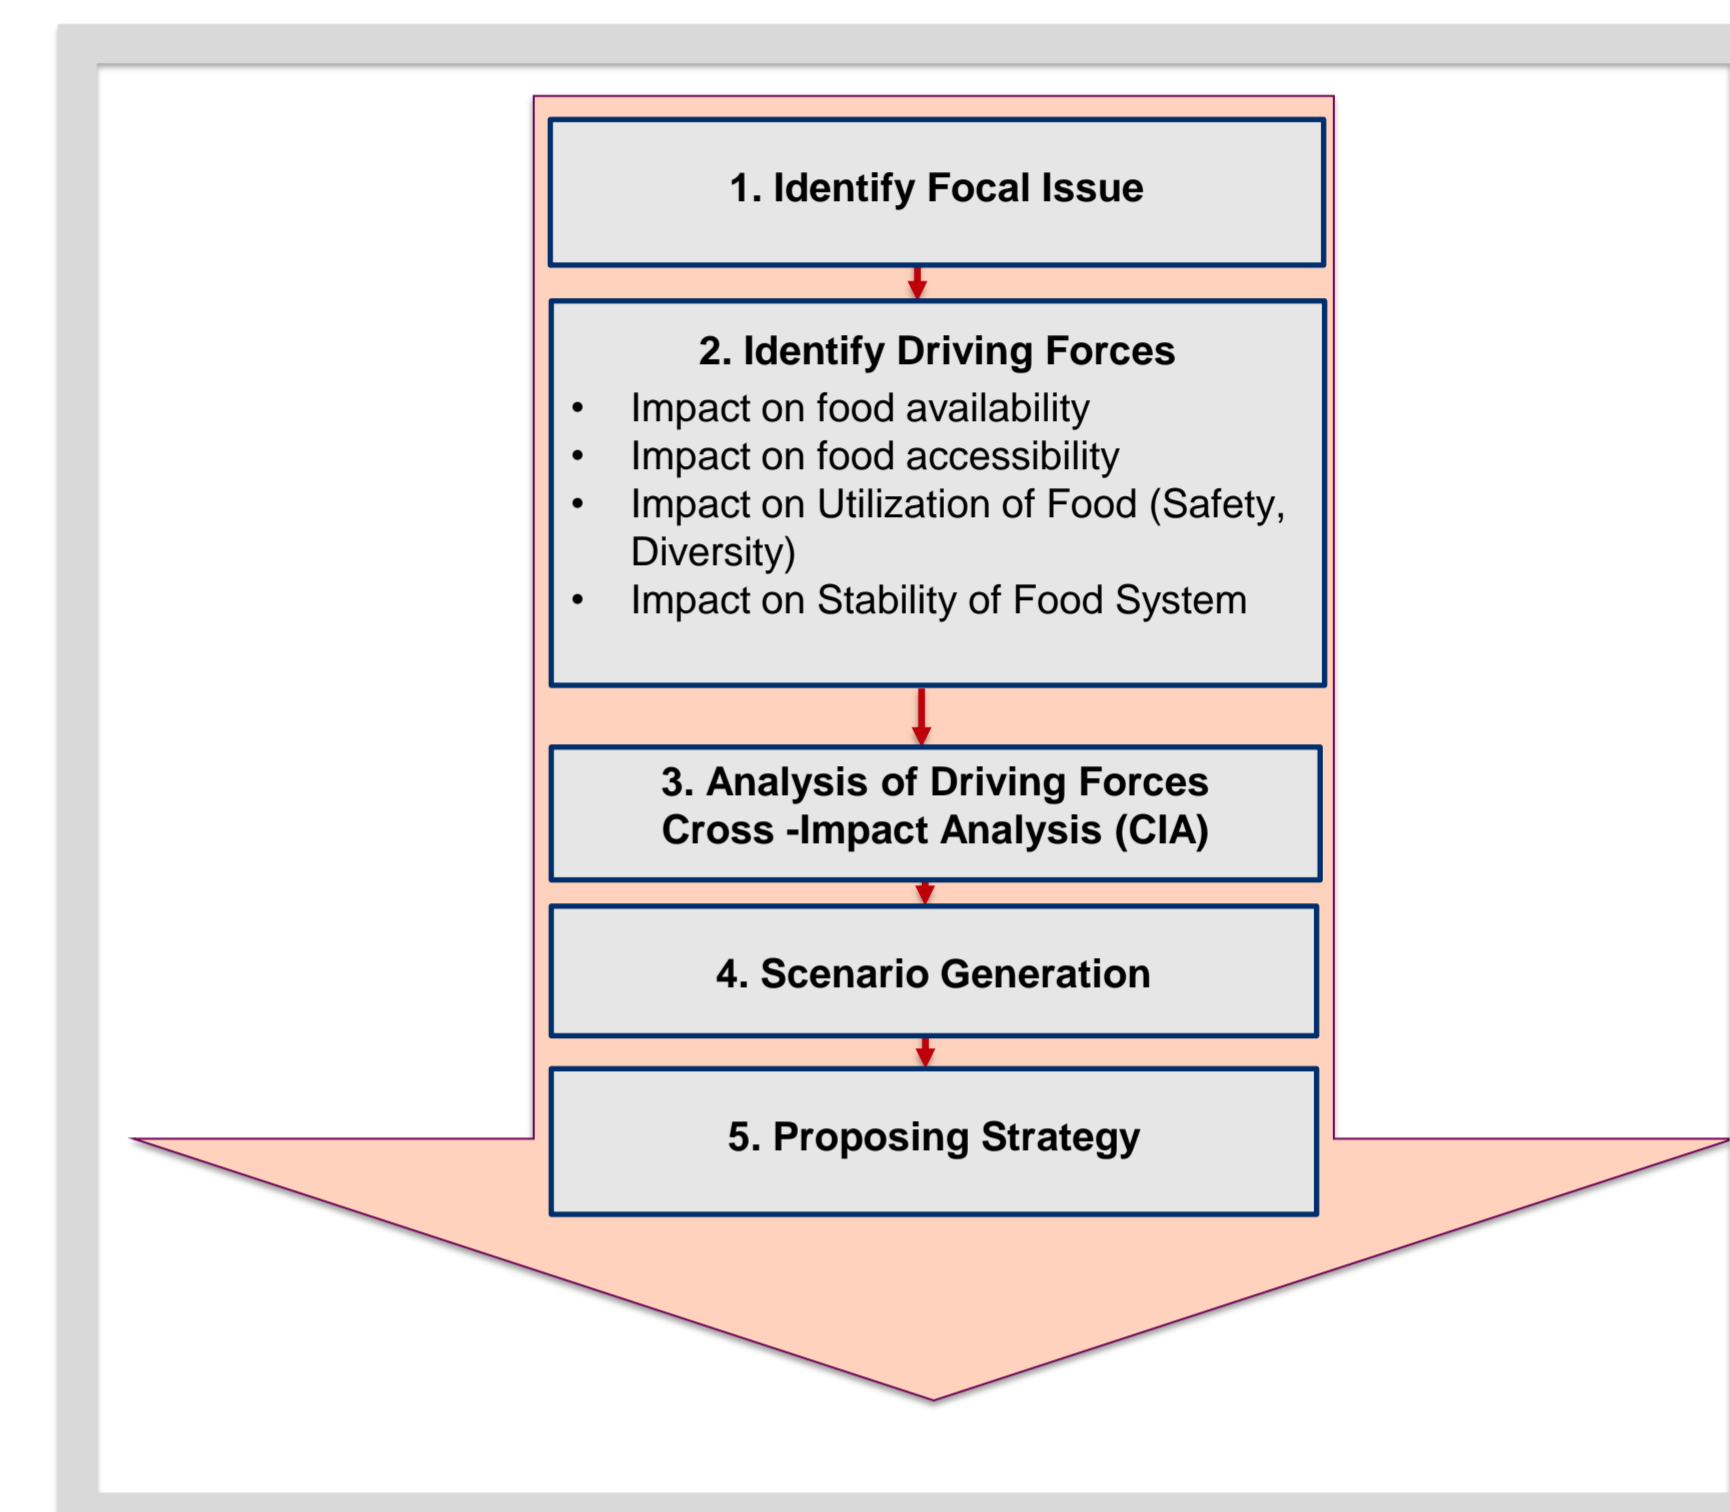 1. Identify Focal Issue
2. Identify Driving Forces
• Impact on food availability
• Impact on food accessibility
• Impact on Utilization of Food (Safety,
Diversity)
• Impact on Stability of Food System
3. Analysis of Driving Forces
Cross -Impact Analysis (CIA)
4. Scenario Generation
5. Proposing Strategy